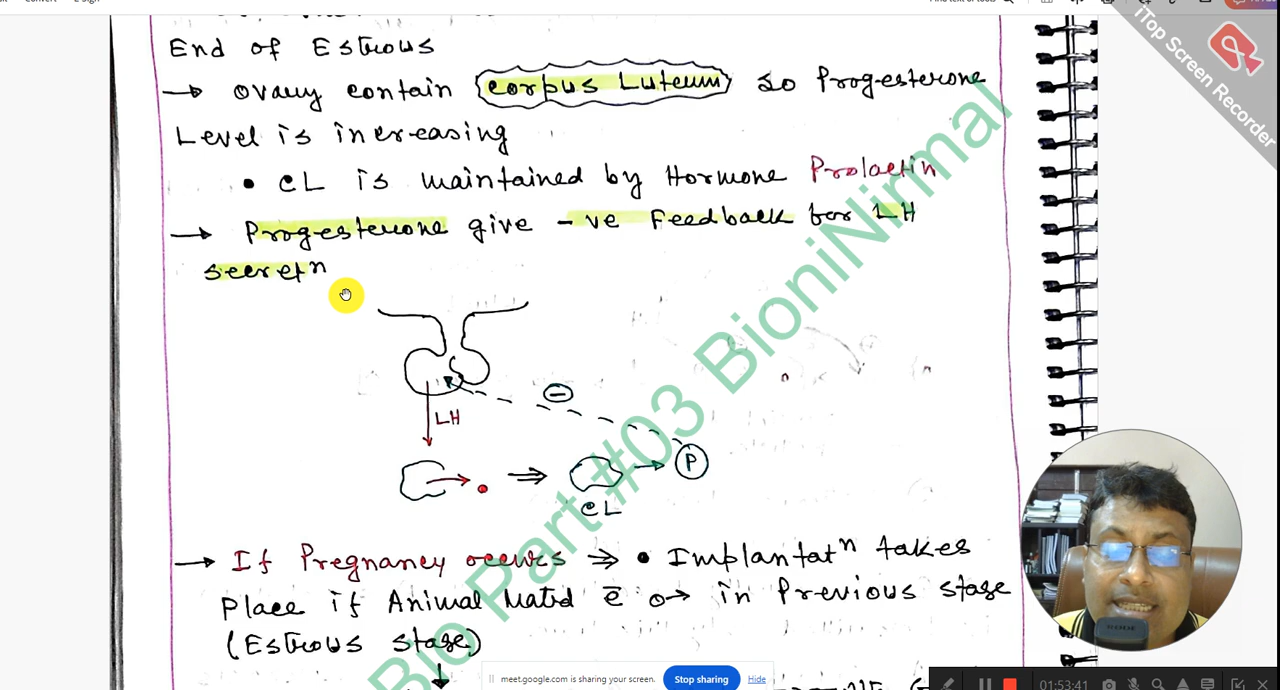 End of Estrous
→ Ovary contain corpus Luteum so Progesterone
Level is increasing
• CL is maintained by Hormone Prolactin
→ Progesterone give -ve Feedback for LH
secretⁿ
⊖
LH
P
CL
→ If Pregnancy occurs ⇒ • Implantatⁿ takes
Place if Animal Mated c̄ ♂ in Previous stage
(Estrous stage)
Bio Part #03 BioniNirmal
iTop Screen Recorder
meet.google.com is sharing your screen.
Stop sharing
Hide
01:53:41